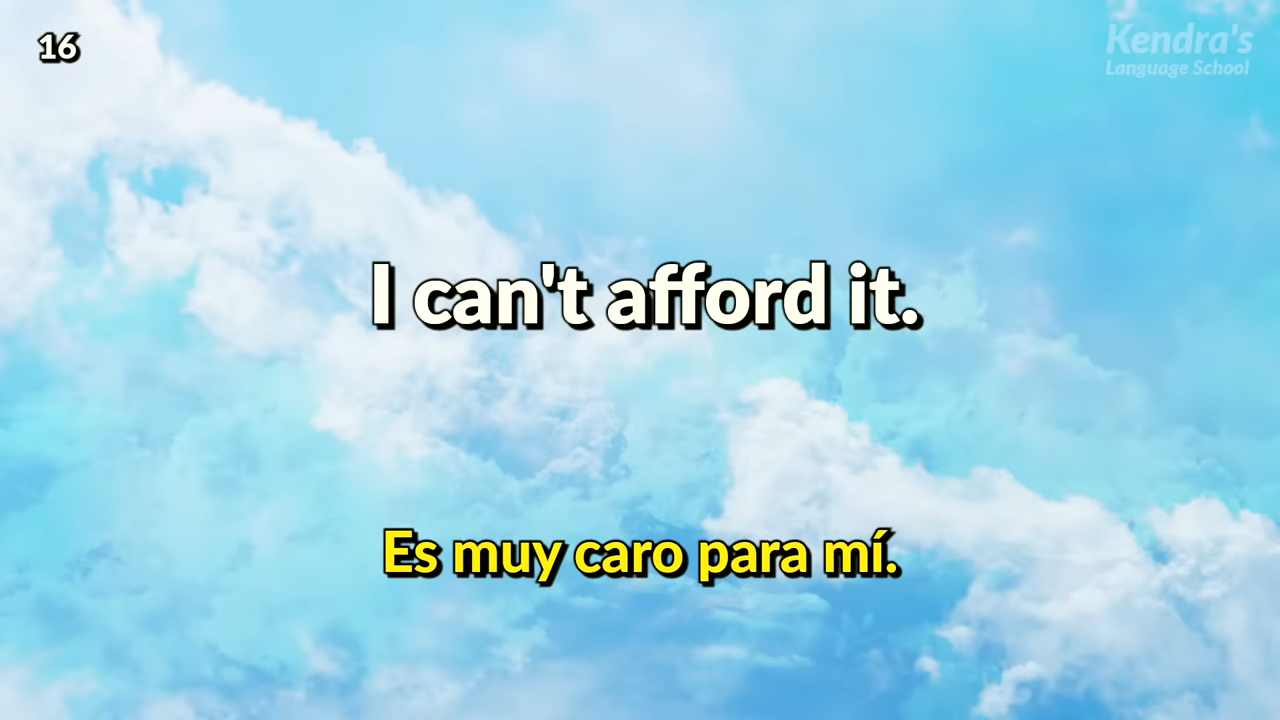 16
Kendra's
Language School
I can't afford it.
Es muy caro para mí.